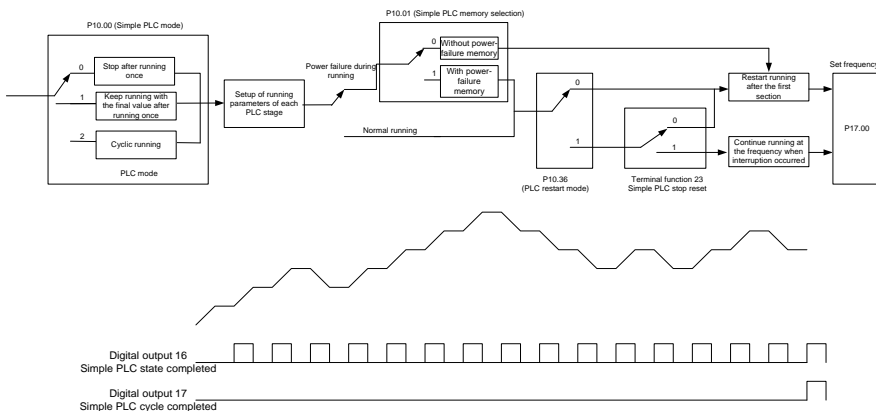 P10.00 (Simple PLC mode)
0
Stop after running
once
1
Keep running with
the final value after
running once
2
Cyclic running
PLC mode
Setup of running
parameters of each
PLC stage
Power failure during
running
Normal running
P10.01 (Simple PLC memory selection)
0
Without power-
failure memory
1
With power-
failure
memory
0
1
P10.36
(PLC restart mode)
0
1
Terminal function 23
Simple PLC stop reset
Restart running
after the first
section
Continue running at
the frequency when
interruption occurred
Set frequency
P17.00
Digital output 16
Simple PLC state completed
Digital output 17
Simple PLC cycle completed